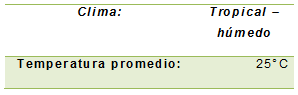 Clima: Tropical –
húmedo
Temperatura promedio: 25°C